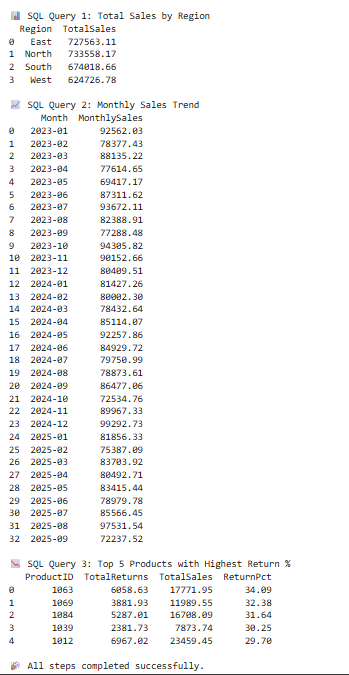 📊 SQL Query 1: Total Sales by Region
Region TotalSales
0 East 727563.11
1 North 733558.17
2 South 674018.66
3 West 624726.78
📈 SQL Query 2: Monthly Sales Trend
Month MonthlySales
0 2023-01 92562.03
1 2023-02 78377.43
2 2023-03 88135.22
3 2023-04 77614.65
4 2023-05 69417.17
5 2023-06 87311.62
6 2023-07 93672.11
7 2023-08 82388.91
8 2023-09 77288.48
9 2023-10 94305.82
10 2023-11 90152.66
11 2023-12 80409.51
12 2024-01 81427.26
13 2024-02 80002.30
14 2024-03 78432.64
15 2024-04 85114.07
16 2024-05 92257.86
17 2024-06 84929.72
18 2024-07 79750.99
19 2024-08 78873.61
20 2024-09 86477.06
21 2024-10 72534.76
22 2024-11 89967.33
23 2024-12 99292.73
24 2025-01 81856.33
25 2025-02 75387.09
26 2025-03 83703.92
27 2025-04 80492.71
28 2025-05 83415.44
29 2025-06 78979.78
30 2025-07 85566.45
31 2025-08 97531.54
32 2025-09 72237.52
📉 SQL Query 3: Top 5 Products with Highest Return %
ProductID TotalReturns TotalSales ReturnPct
0 1063 6058.63 17771.95 34.09
1 1069 3881.93 11989.55 32.38
2 1084 5287.01 16708.09 31.64
3 1039 2381.73 7873.74 30.25
4 1012 6967.02 23459.45 29.70
🎉 All steps completed successfully.